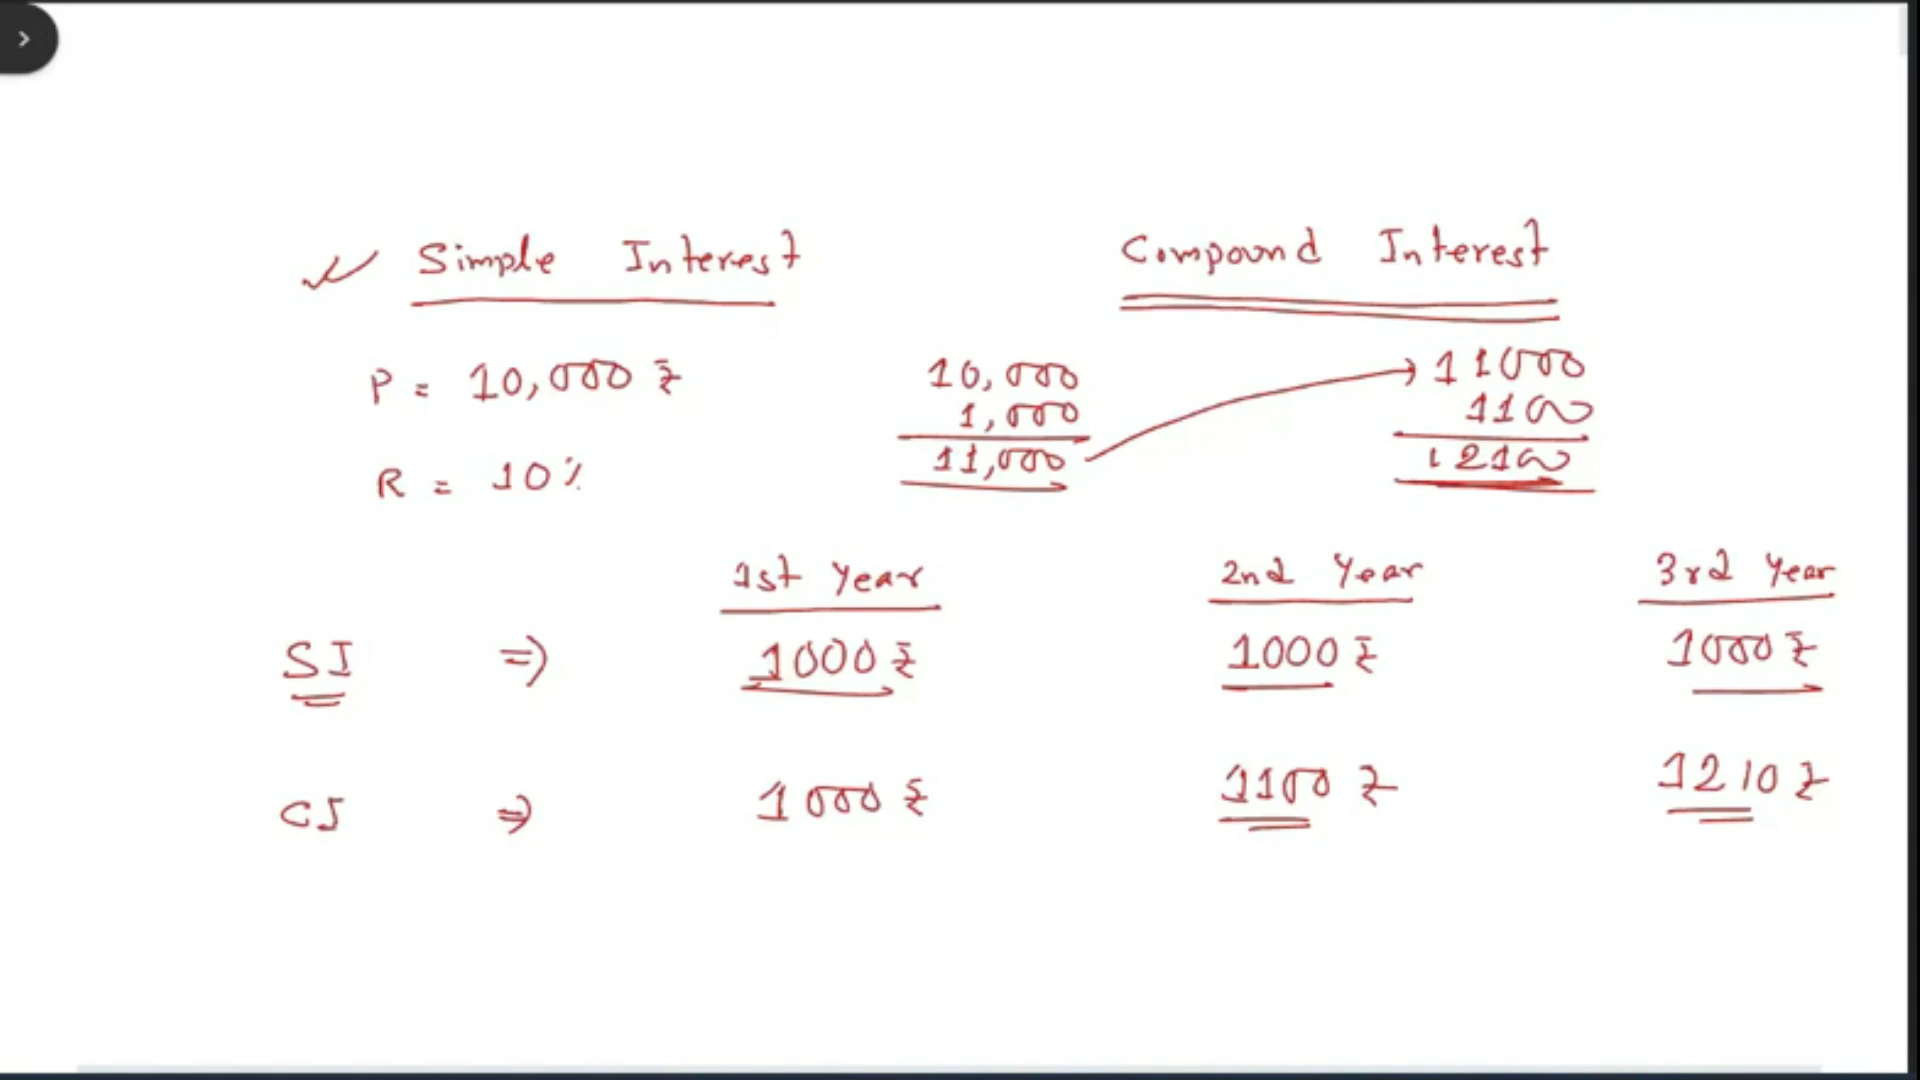 Simple Interest Compound Interest
P = 10,000 ₹ 10,000 11000
1,000 1100
R = 10% 11,000 12100
1st Year 2nd Year 3rd Year
SI ⇒ 1000 ₹ 1000 ₹ 1000 ₹
CI ⇒ 1000 ₹ 1100 ₹ 1210 ₹